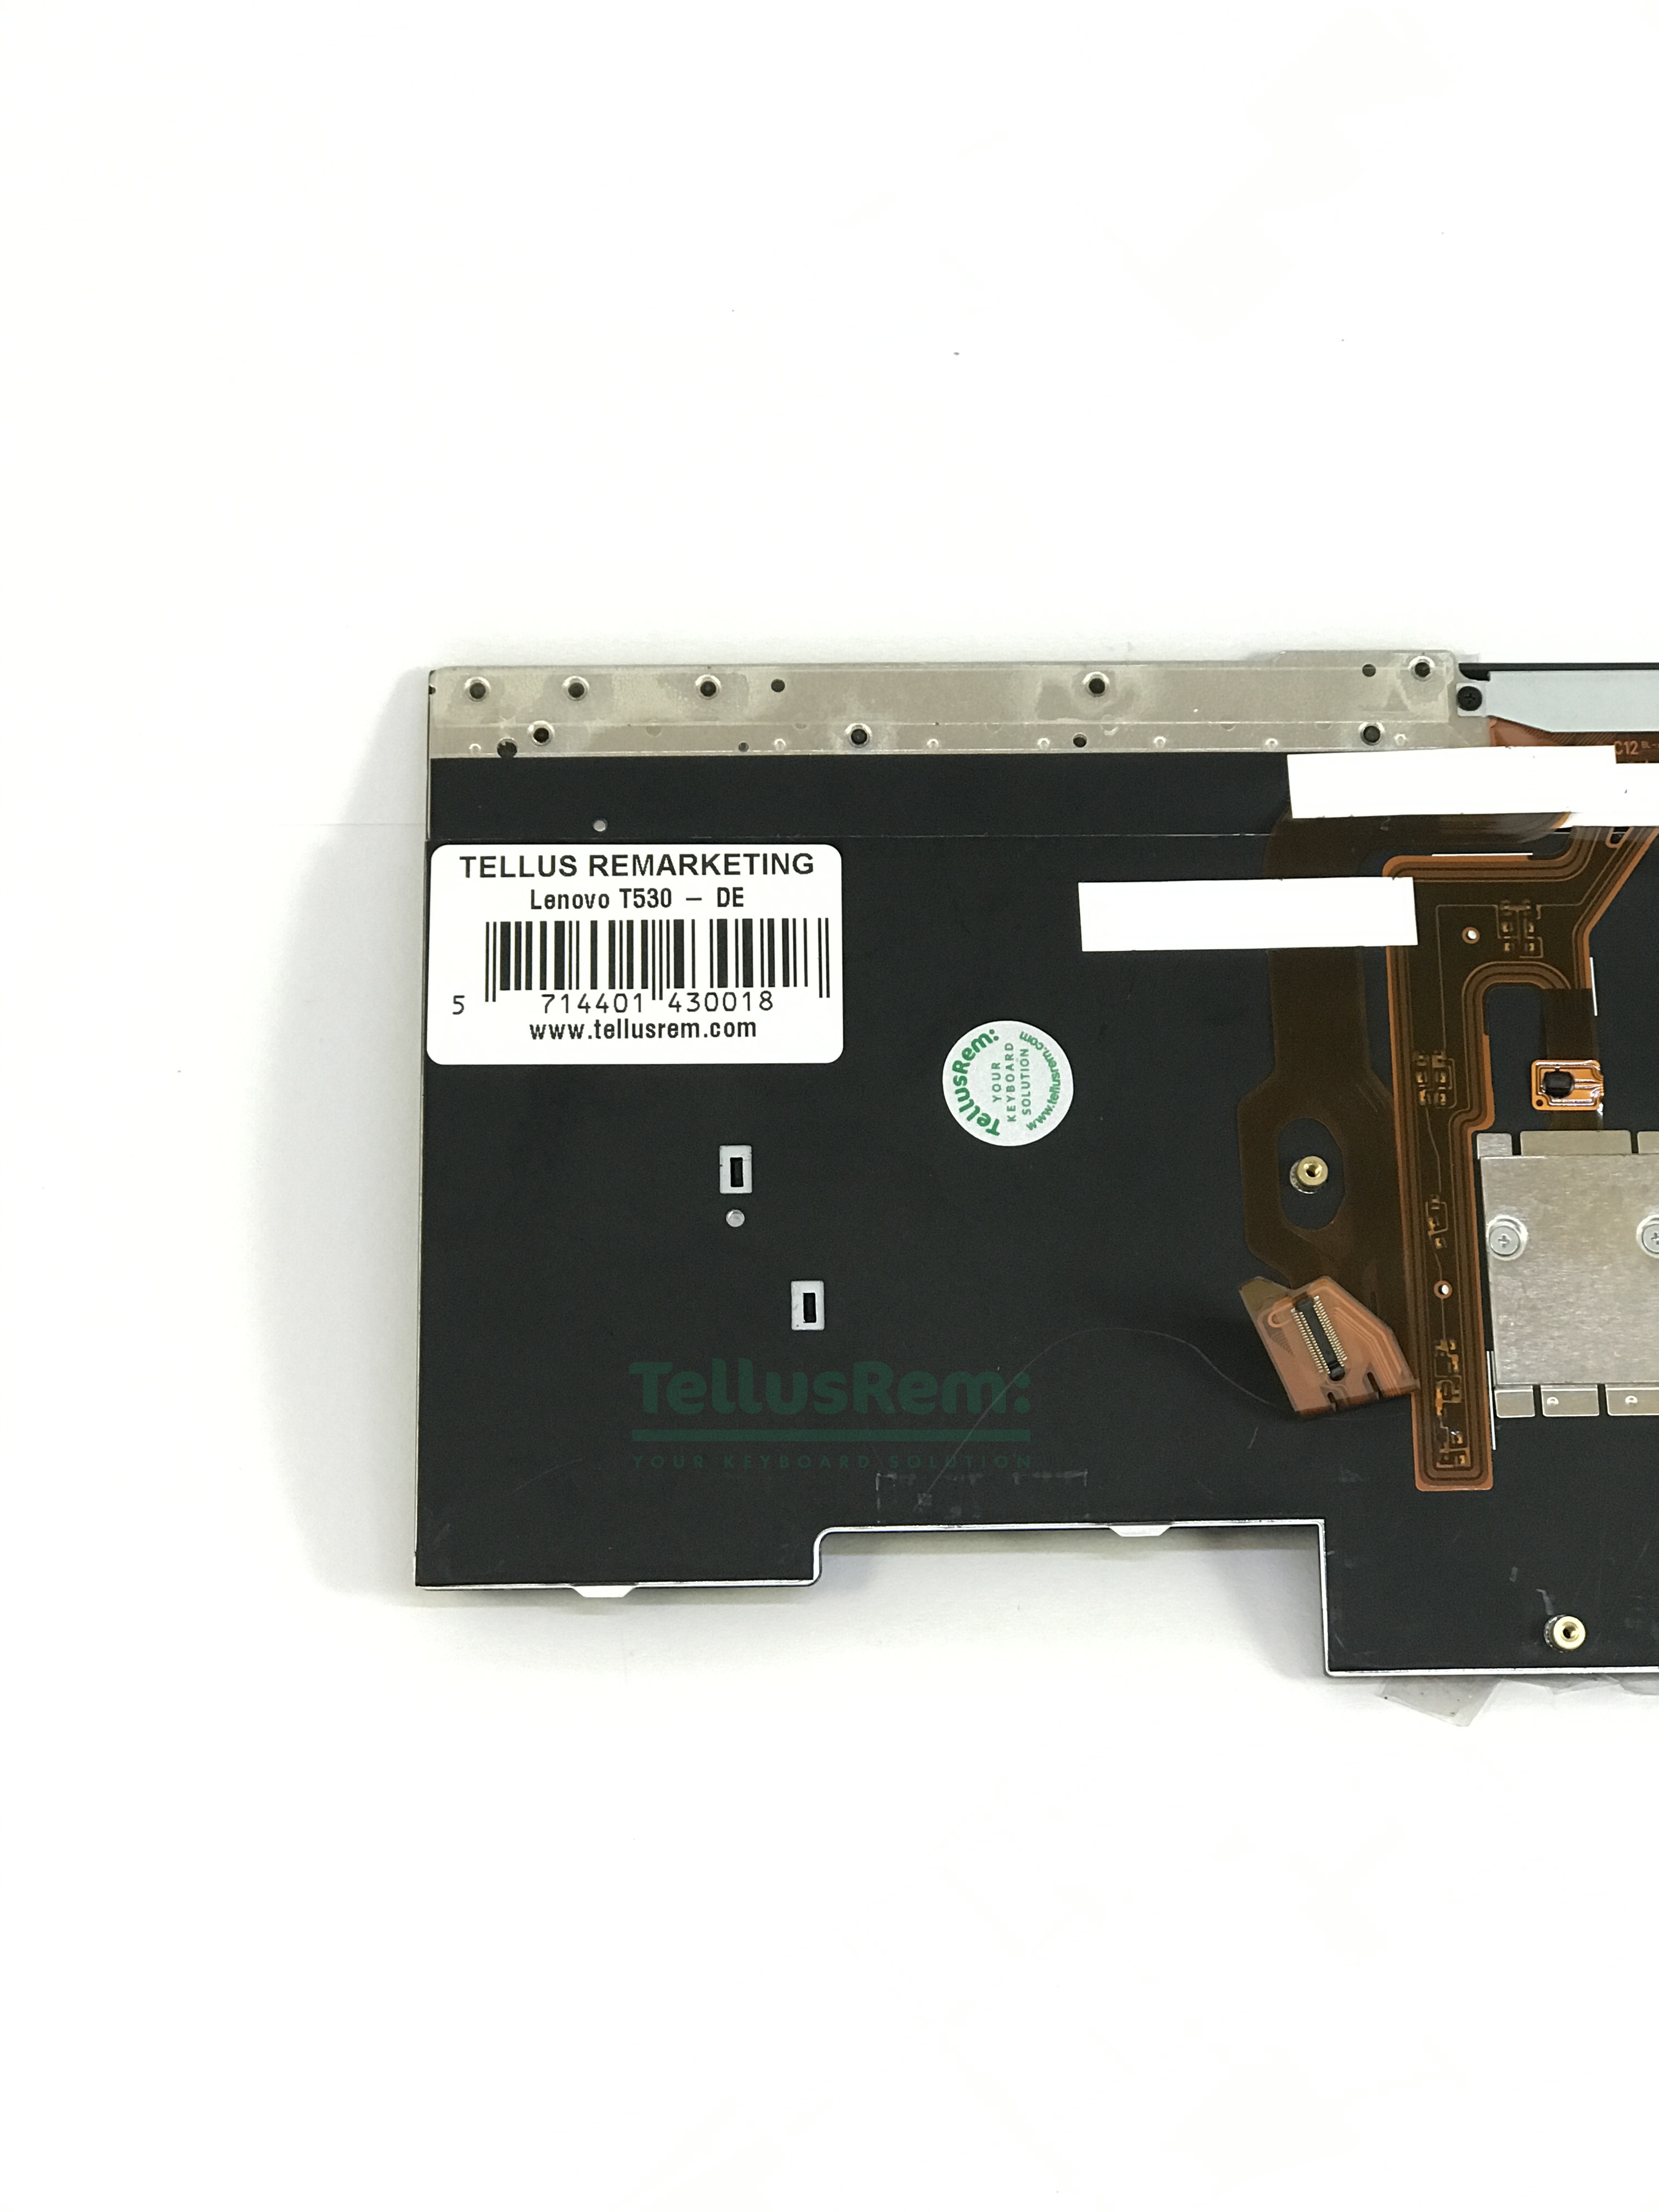 C12 BL-
TELLUS REMARKETING
Lenovo T530 – DE
5 714401 430018
www.tellusrem.com
TellusRem:
YOUR
KEYBOARD
SOLUTION
www.tellusrem.com
TellusRem:
YOUR KEYBOARD SOLUTION